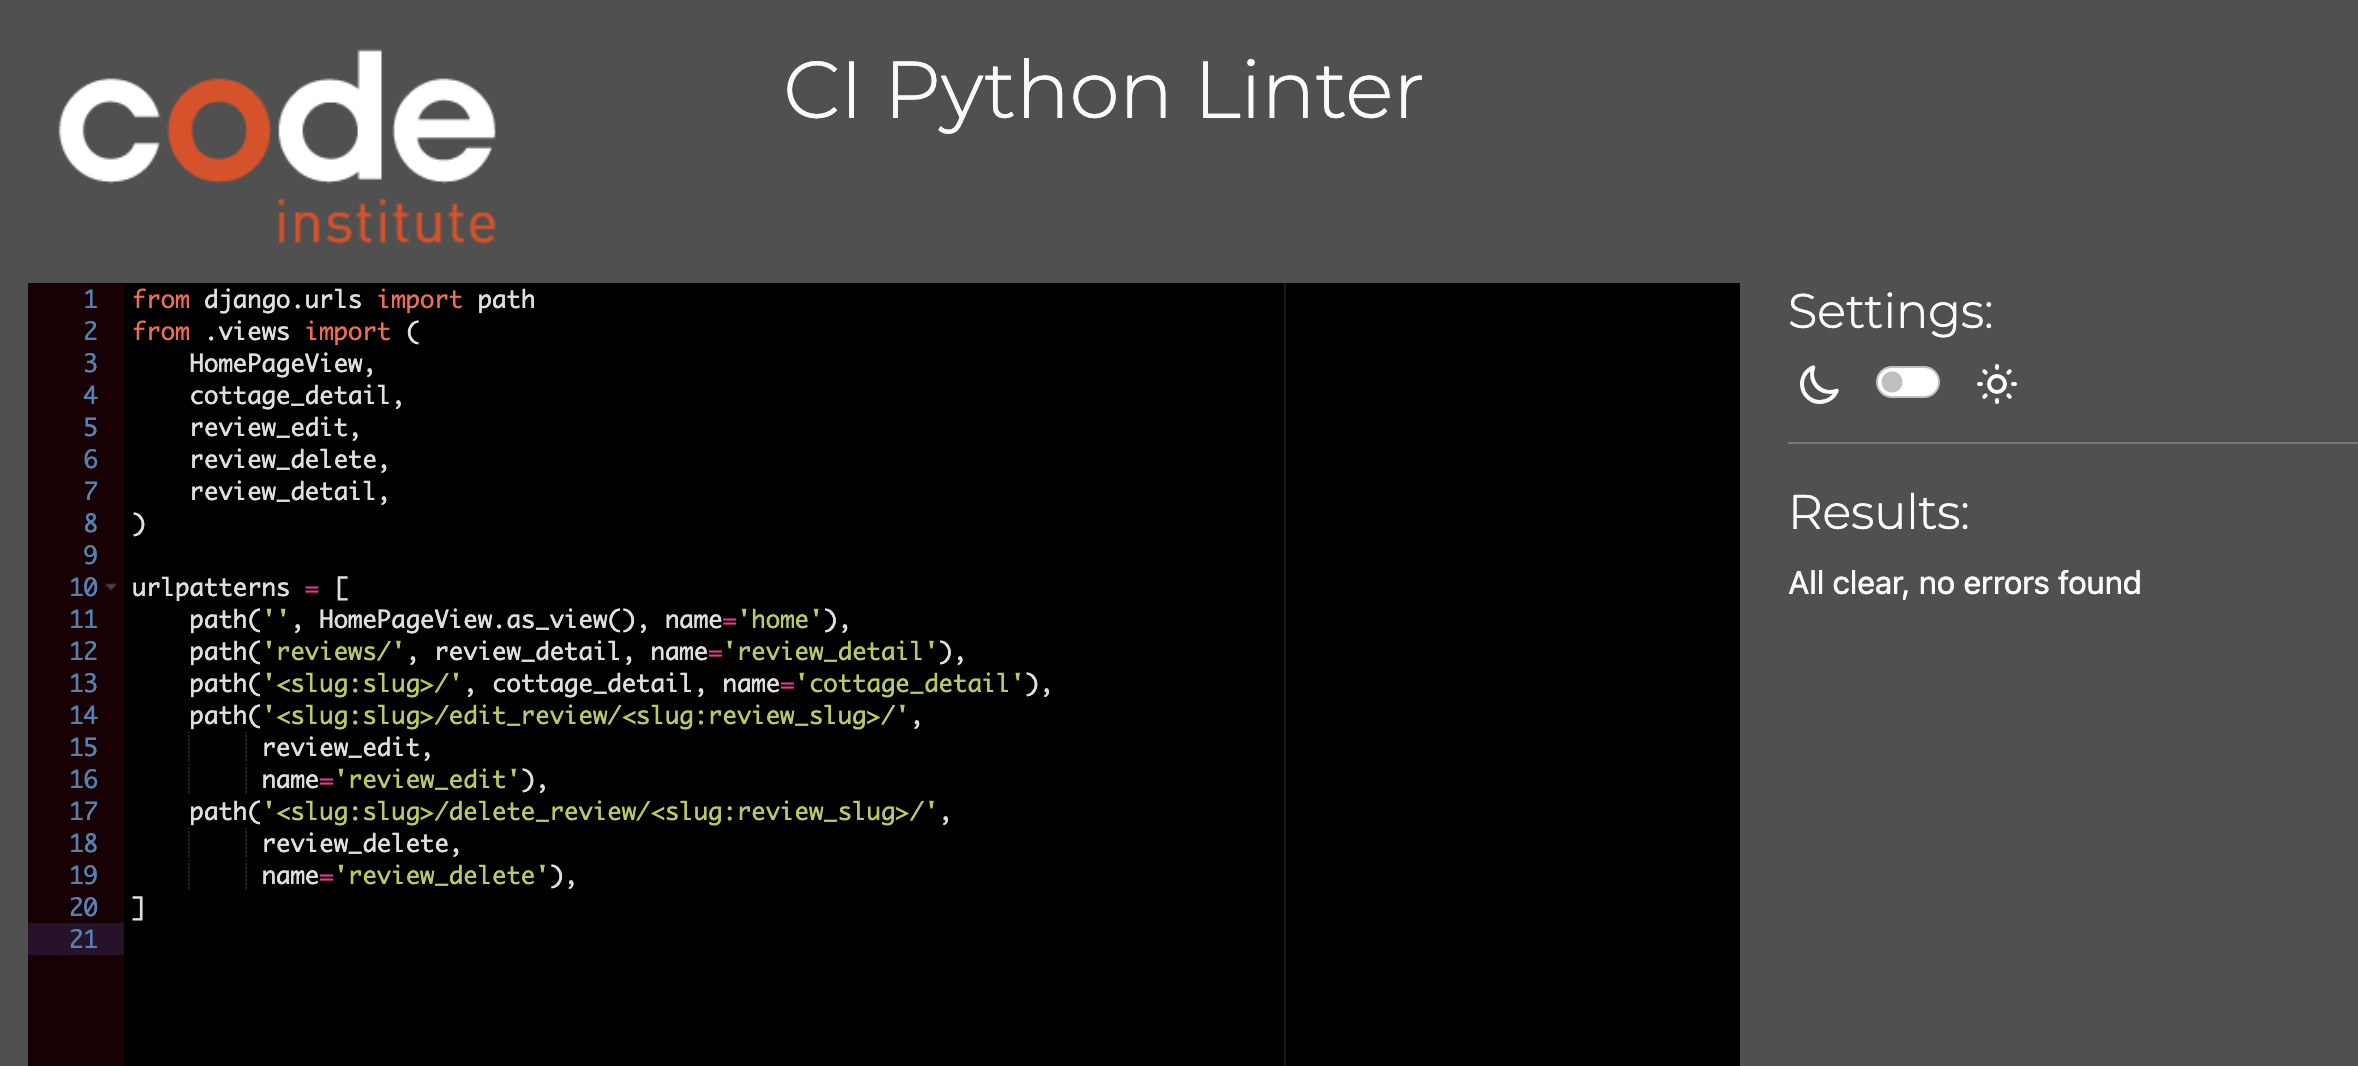 code
institute
CI Python Linter
1 from django.urls import path
2 from .views import (
3     HomePageView,
4     cottage_detail,
5     review_edit,
6     review_delete,
7     review_detail,
8 )
9
10 urlpatterns = [
11     path('', HomePageView.as_view(), name='home'),
12     path('reviews/', review_detail, name='review_detail'),
13     path('<slug:slug>/', cottage_detail, name='cottage_detail'),
14     path('<slug:slug>/edit_review/<slug:review_slug>/',
15          review_edit,
16          name='review_edit'),
17     path('<slug:slug>/delete_review/<slug:review_slug>/',
18          review_delete,
19          name='review_delete'),
20 ]
21
Settings:
Results:
All clear, no errors found